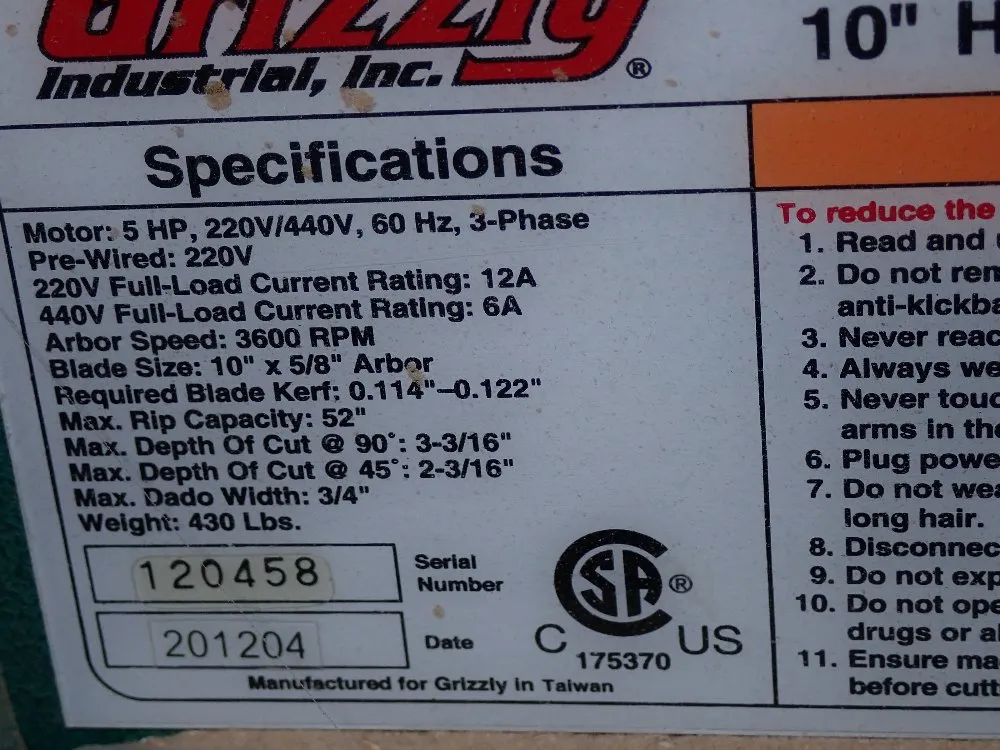 Grizzly
Industrial, Inc.®
10" H
Specifications
Motor: 5 HP, 220V/440V, 60 Hz, 3-Phase
Pre-Wired: 220V
220V Full-Load Current Rating: 12A
440V Full-Load Current Rating: 6A
Arbor Speed: 3600 RPM
Blade Size: 10" x 5/8" Arbor
Required Blade Kerf: 0.114"–0.122"
Max. Rip Capacity: 52"
Max. Depth Of Cut @ 90°: 3-3/16"
Max. Depth Of Cut @ 45°: 2-3/16"
Max. Dado Width: 3/4"
Weight: 430 Lbs.
120458
Serial
Number
201204
Date
CSA®
C US
175370
Manufactured for Grizzly in Taiwan
To reduce the
1. Read and
2. Do not
3. Never
4. Always
5. Never
arms in
6. Plug
7. Do not
long hair.
8.
9. Do not
10. Do not
drugs or
11. Ensure
before